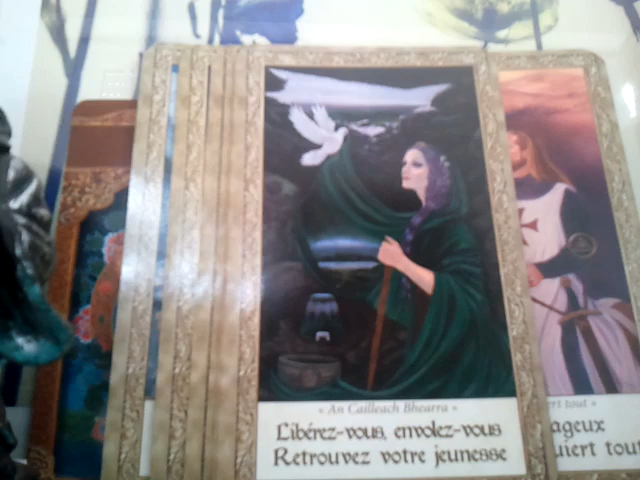 « An Cailleach Bhearra »
Libérez-vous, envolez-vous
Retrouvez votre jeunesse
ert tout »
ageux
uiert tout